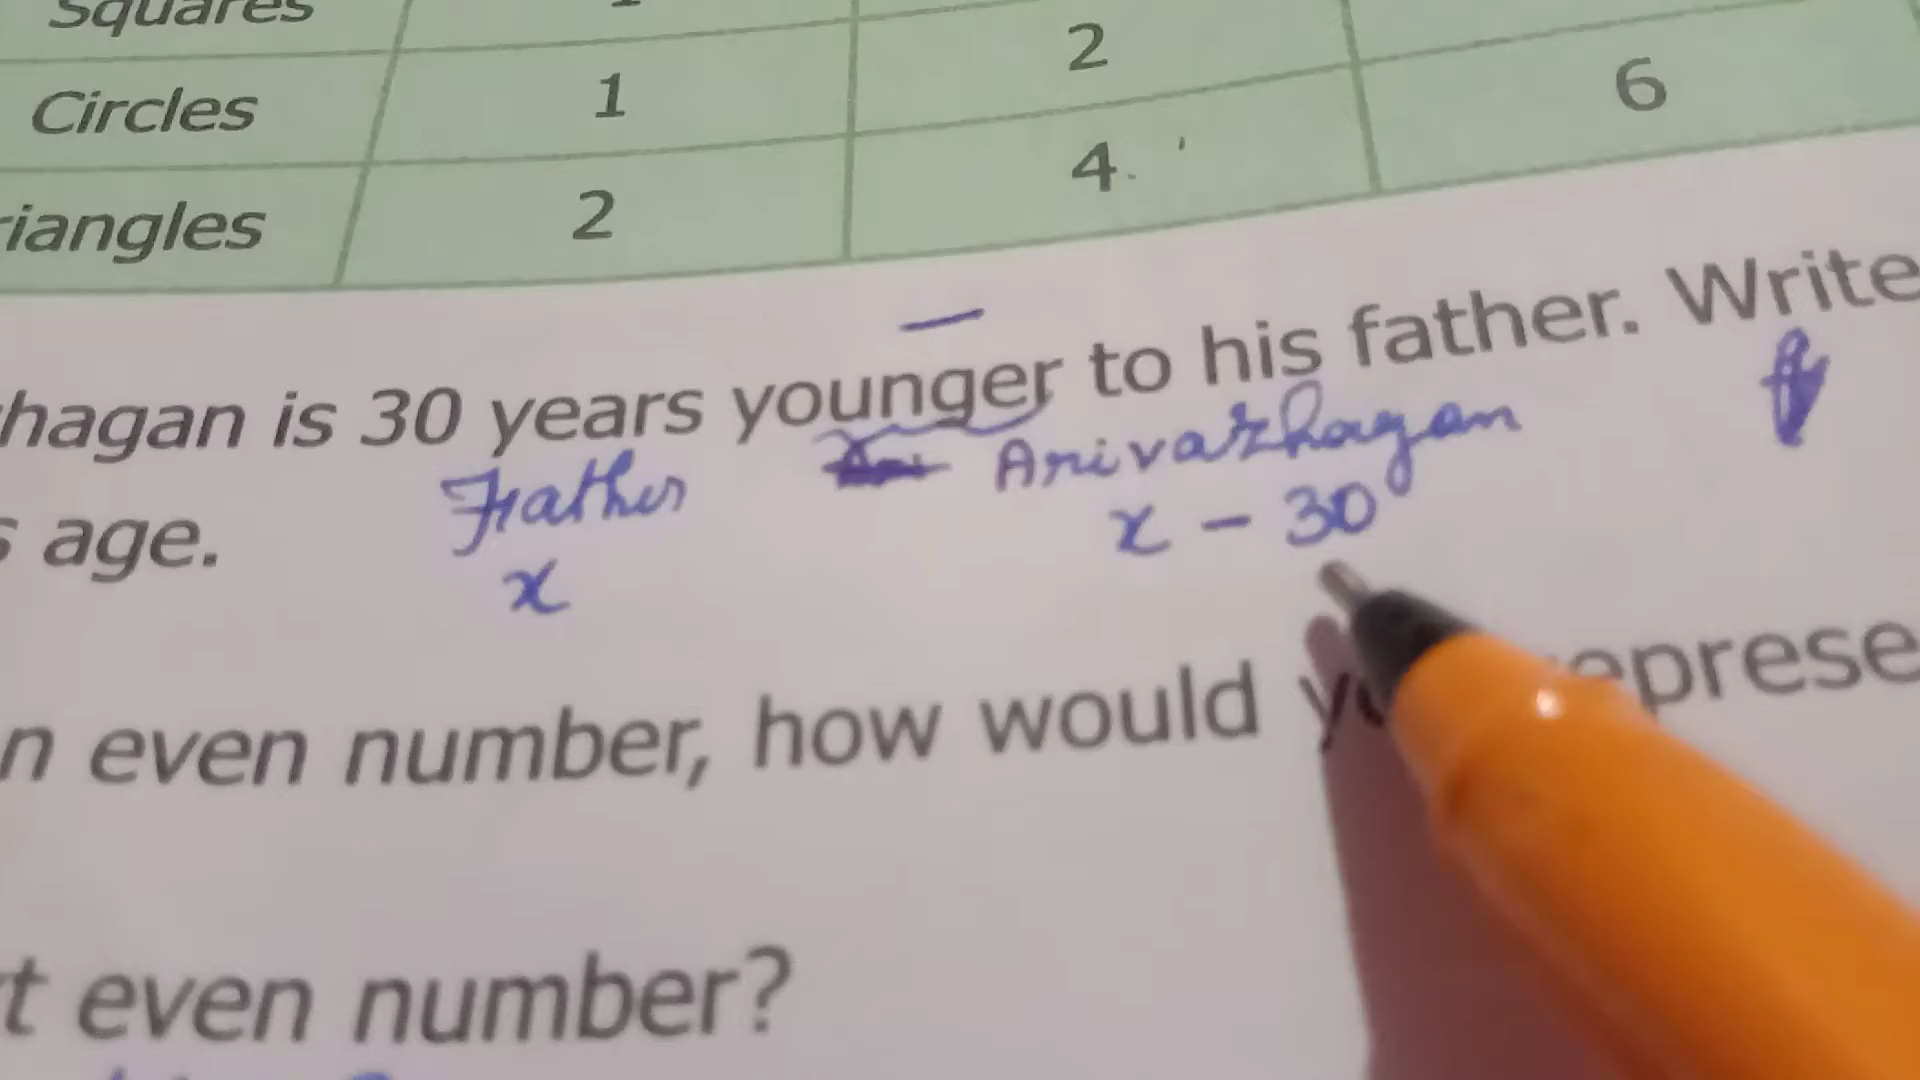 Squares
Circles 1 2 6
riangles 2 4
hagan is 30 years younger to his father. Write
Father Arivazhagan
s age.
x x - 30
n even number, how would represe
t even number?